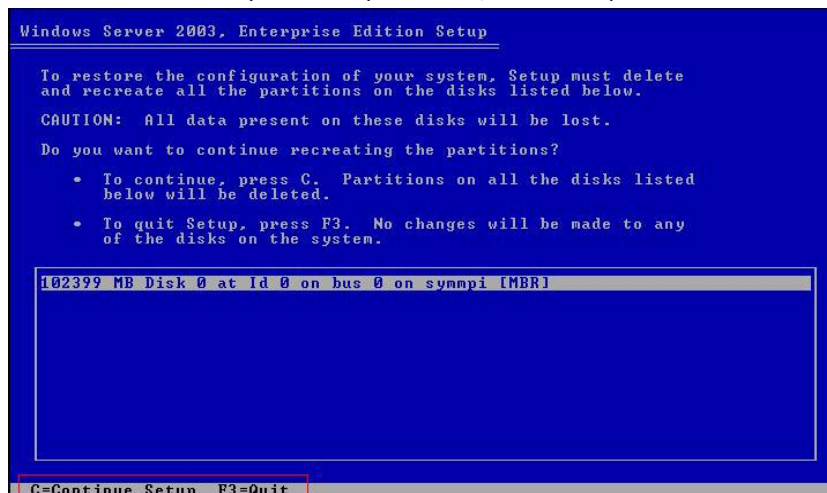 Windows Server 2003, Enterprise Edition Setup
To restore the configuration of your system, Setup must delete
and recreate all the partitions on the disks listed below.
CAUTION: All data present on these disks will be lost.
Do you want to continue recreating the partitions?
• To continue, press C. Partitions on all the disks listed
below will be deleted.
• To quit Setup, press F3. No changes will be made to any
of the disks on the system.
102399 MB Disk 0 at Id 0 on bus 0 on symmpi [MBR]
C=Continue Setup F3=Quit